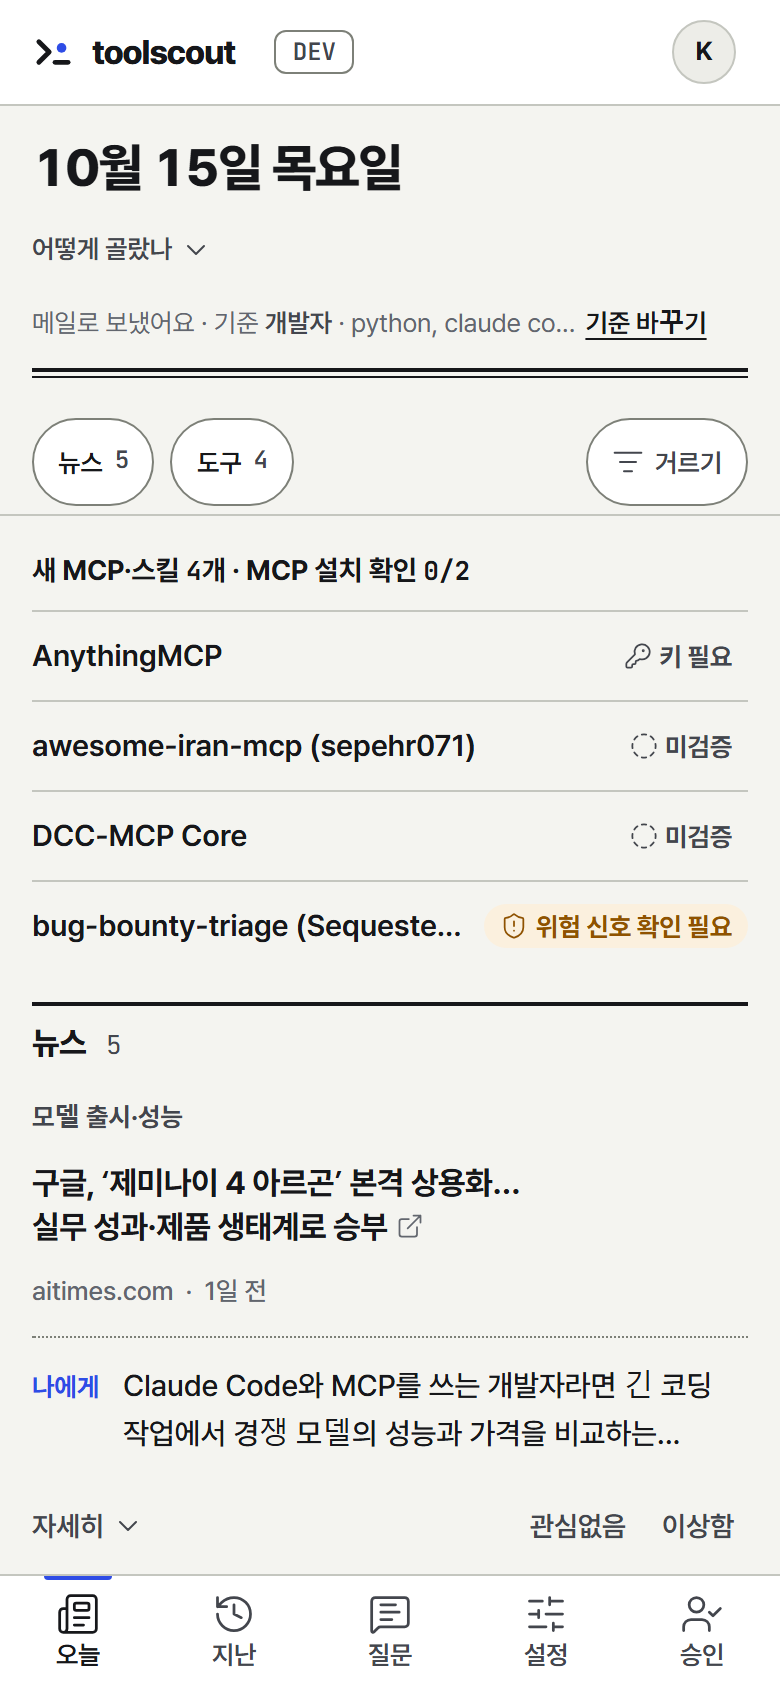 toolscout DEV K
10월 15일 목요일
어떻게 골랐나
메일로 보냈어요 · 기준 개발자 · python, claude co... 기준 바꾸기
뉴스 5 도구 4 거르기
새 MCP·스킬 4개 · MCP 설치 확인 0/2
AnythingMCP 키 필요
awesome-iran-mcp (sepehr071) 미검증
DCC-MCP Core 미검증
bug-bounty-triage (Sequeste... 위험 신호 확인 필요
뉴스 5
모델 출시·성능
구글, ‘제미나이 4 아르곤’ 본격 상용화...
실무 성과·제품 생태계로 승부
aitimes.com · 1일 전
나에게 Claude Code와 MCP를 쓰는 개발자라면 긴 코딩
작업에서 경쟁 모델의 성능과 가격을 비교하는...
자세히 관심없음 이상함
오늘 지난 질문 설정 승인